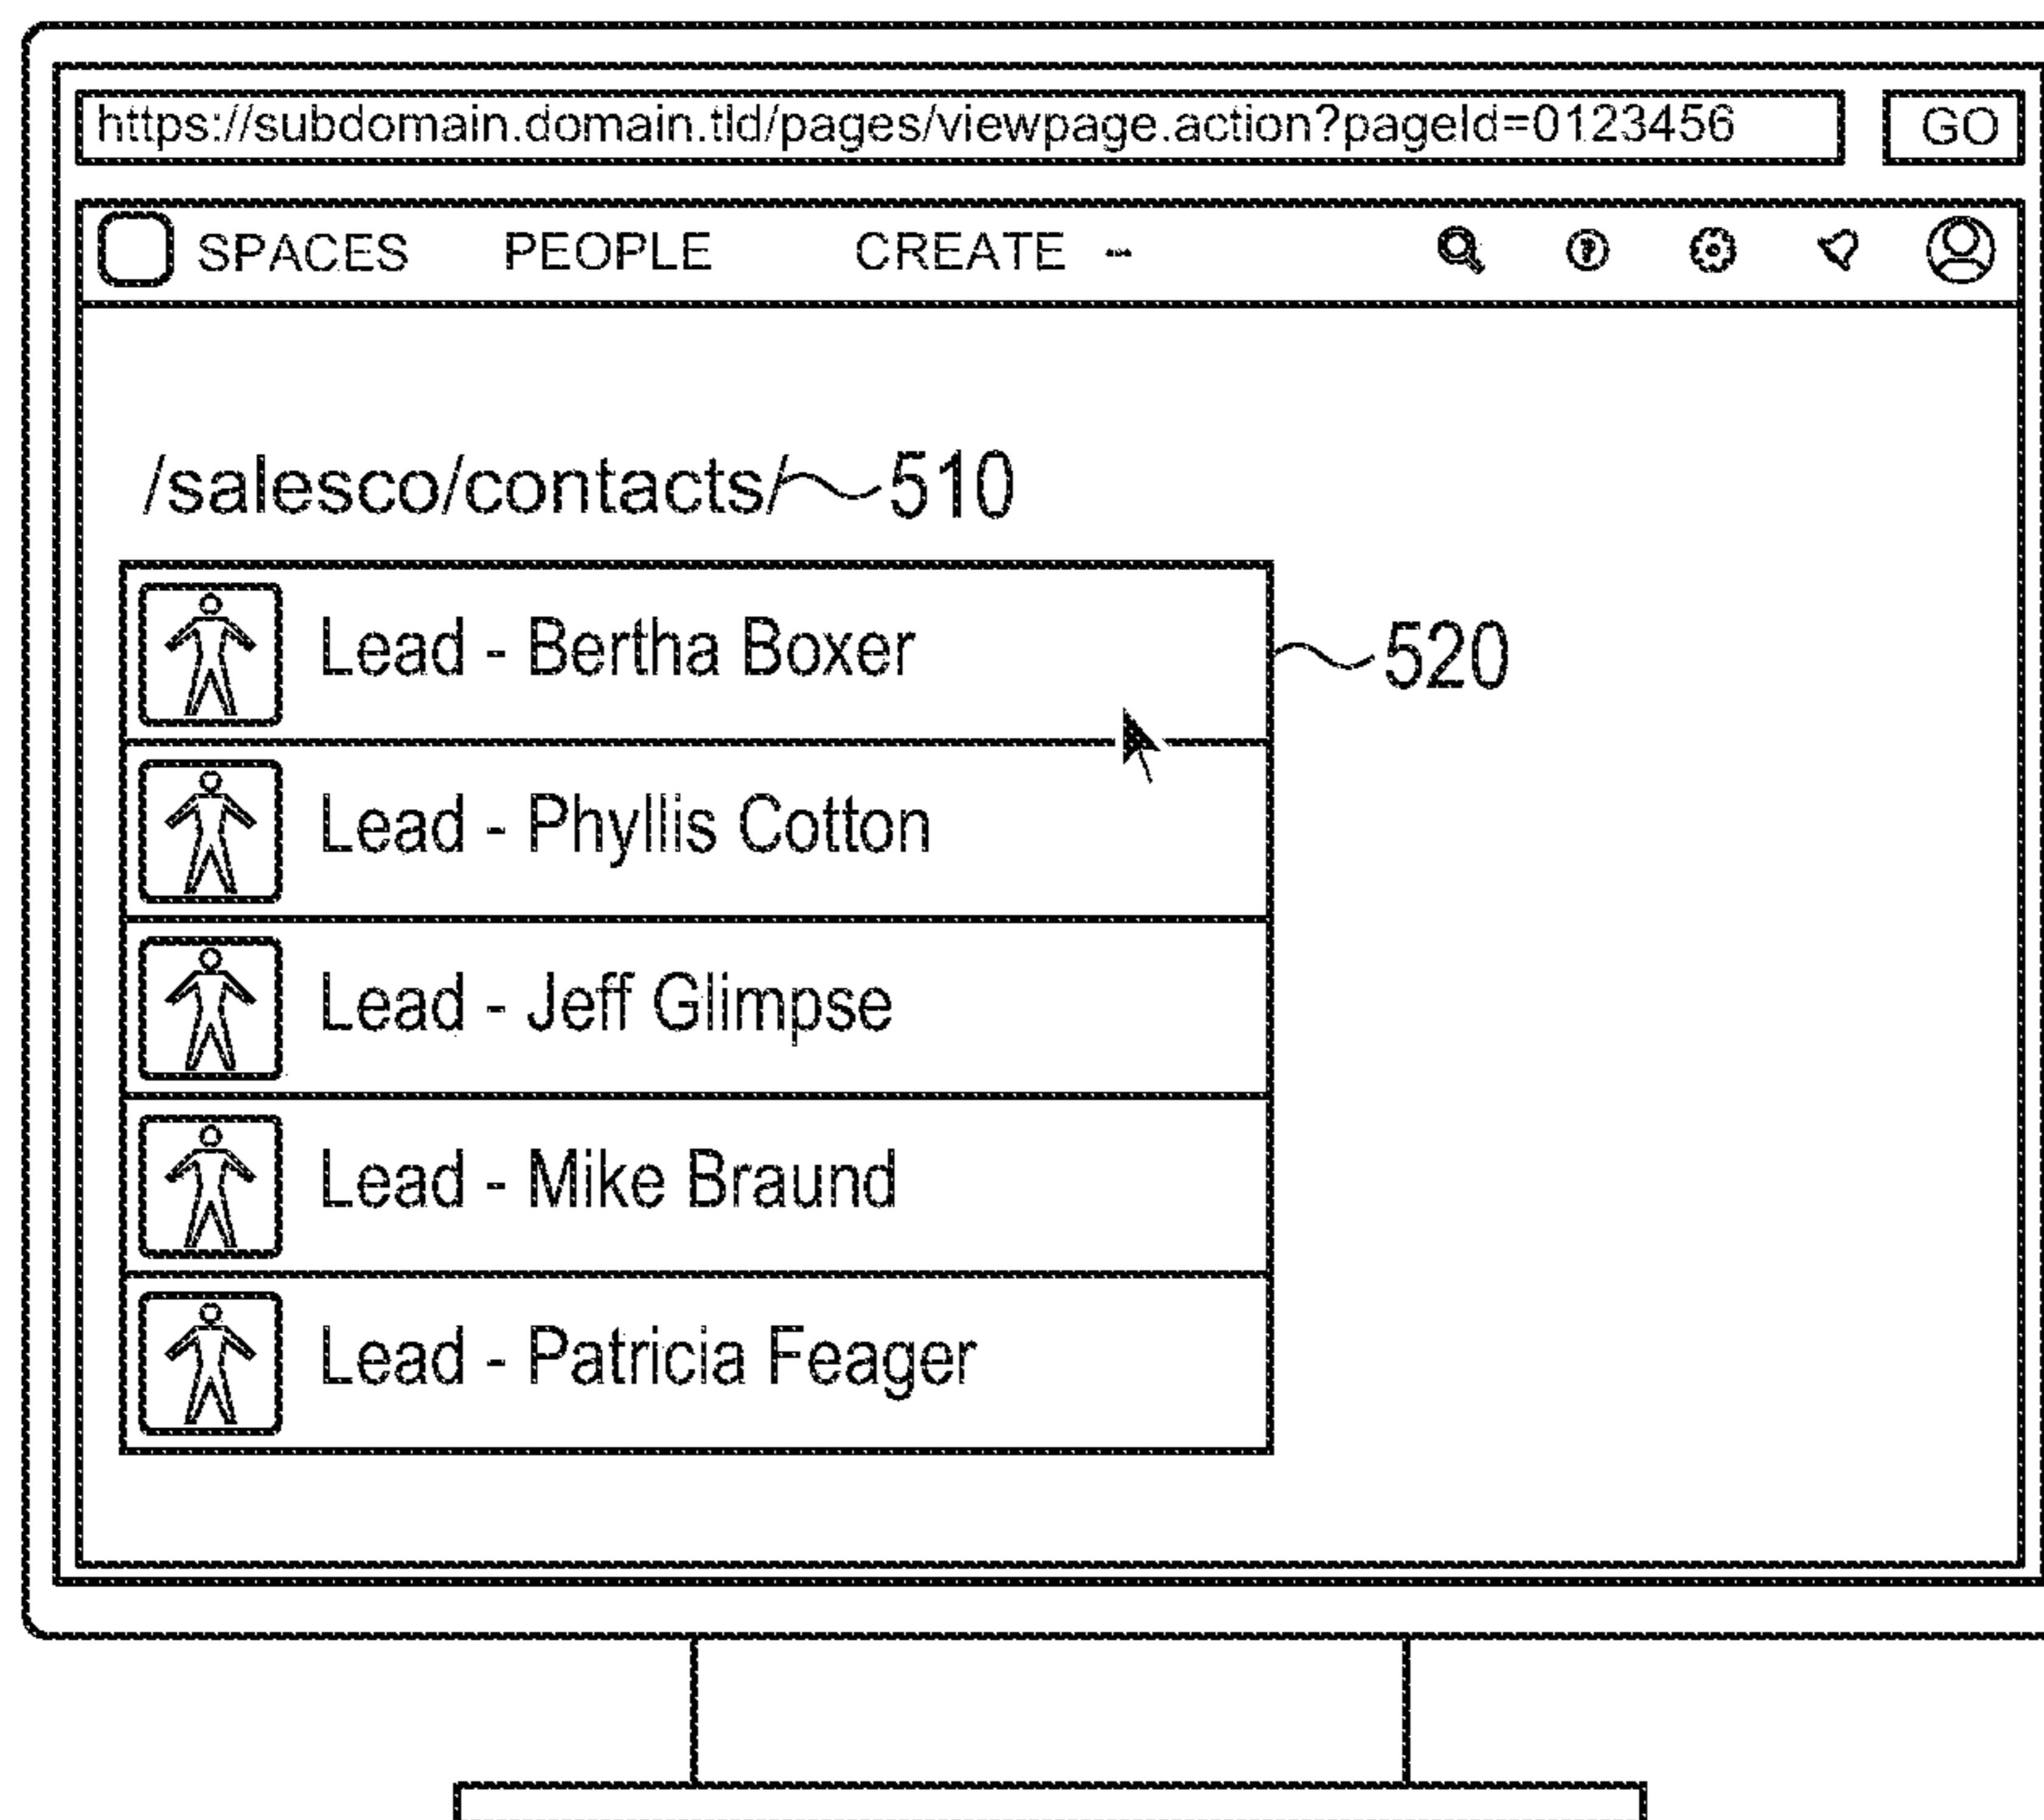 https://subdomain.domain.tld/pages/viewpage.action?pageId=0123456 GO
SPACES PEOPLE CREATE ... ?
/salesco/contacts/ 510
Lead - Bertha Boxer 520
Lead - Phyllis Cotton
Lead - Jeff Glimpse
Lead - Mike Braund
Lead - Patricia Feager